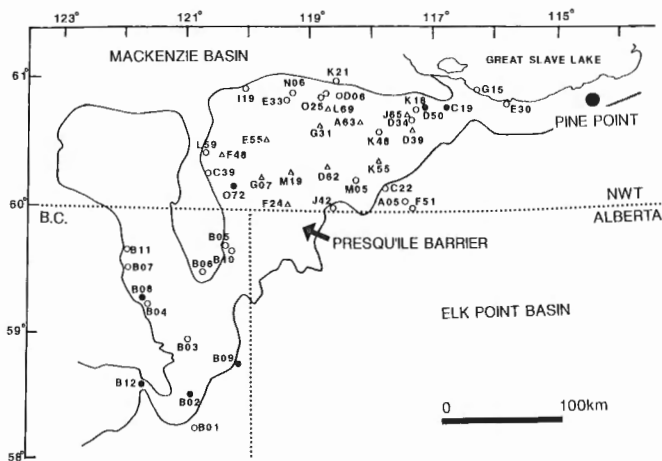 123° 121° 119° 117° 115°
MACKENZIE BASIN
K21
GREAT SLAVE LAKE
61
N06
I19
E33
D06
G15
O25
L69
K16
C19
E30
J65
D50
PINE POINT
A63
D34
G31
L59
E55
K48
D39
F48
C39
M19
D62
K55
G07
M05
C22
O72
NWT
60
B.C.
F24
J42
A05
F51
ALBERTA
B05
B11
B10
PRESQU'ILE BARRIER
B07
B06
B08
B04
ELK POINT BASIN
59
B03
B09
B12
B02
0 100km
B01
58